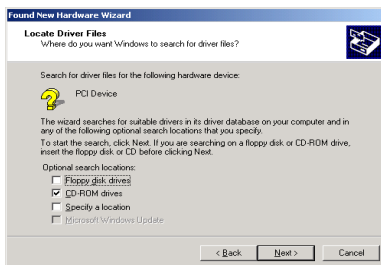 Found New Hardware Wizard
Locate Driver Files
Where do you want Windows to search for driver files?
Search for driver files for the following hardware device:
PCI Device
The wizard searches for suitable drivers in its driver database on your computer and in
any of the following optional search locations that you specify.
To start the search, click Next. If you are searching on a floppy disk or CD-ROM drive,
insert the floppy disk or CD before clicking Next.
Optional search locations:
Floppy disk drives
CD-ROM drives
Specify a location
Microsoft Windows Update
< Back
Next >
Cancel